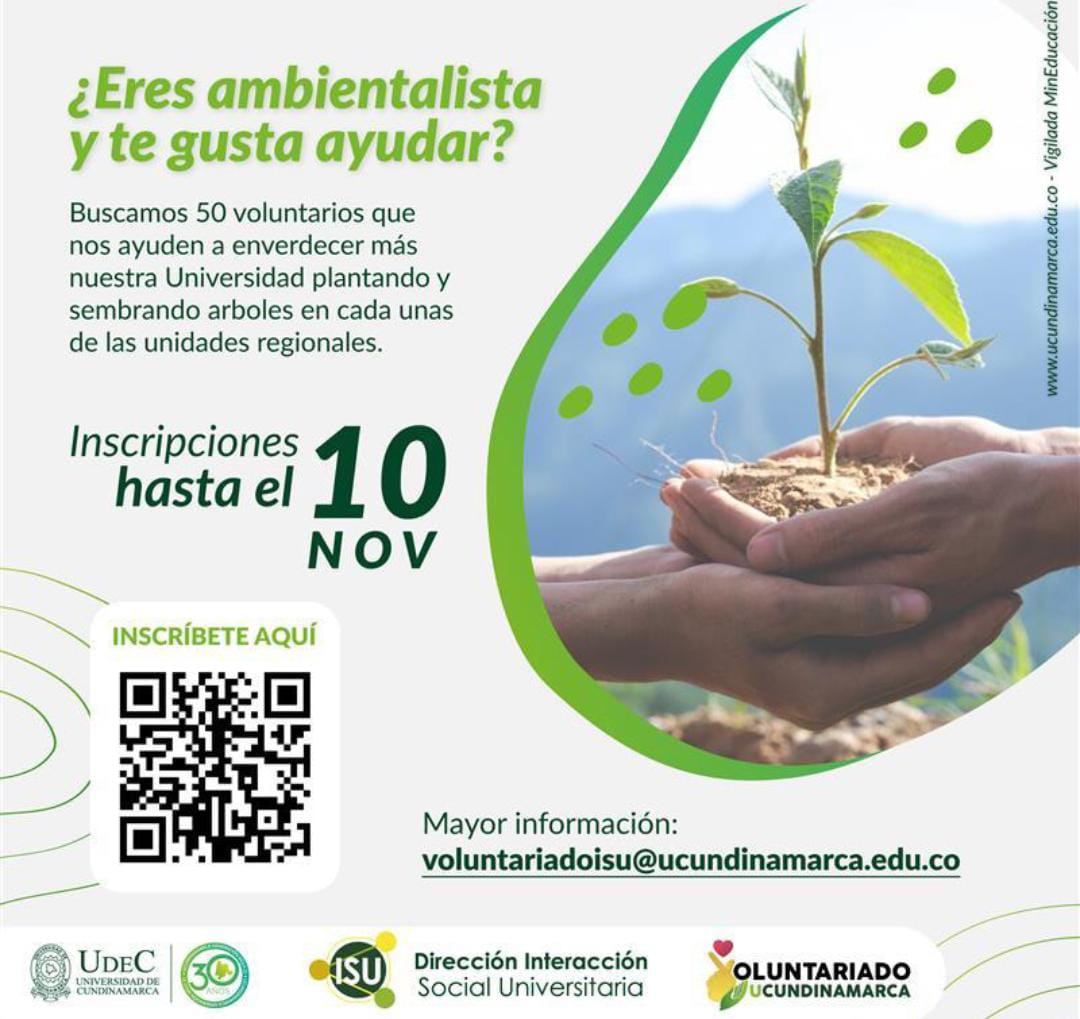 ¿Eres ambientalista
y te gusta ayudar?
Buscamos 50 voluntarios que
nos ayuden a enverdecer más
nuestra Universidad plantando y
sembrando arboles en cada unas
de las unidades regionales.
Inscripciones
hasta el
10
NOV
INSCRÍBETE AQUÍ
Mayor información:
voluntariadoisu@ucundinamarca.edu.co
www.ucundinamarca.edu.co - Vigilada MinEducación
UDEC
UNIVERSIDAD DE
CUNDINAMARCA
30
AÑOS
ISU
Dirección Interacción
Social Universitaria
VOLUNTARIADO
UCUNDINAMARCA